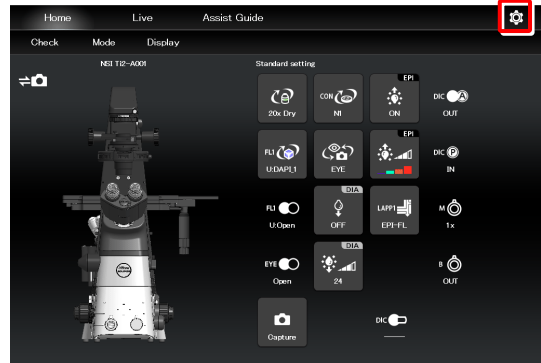 Home Live Assist Guide
Check Mode Display
NSI Ti2-A001
Standard setting
EPI
CON
DIC A
20x Dry N1 ON OUT
EPI
FL1
DIC P
U:DAPI_1 EYE IN
DIA
FL1
LAPP1
M
U:Open OFF EPI-FL 1x
DIA
EYE
B
Open 24 OUT
DIC
Capture